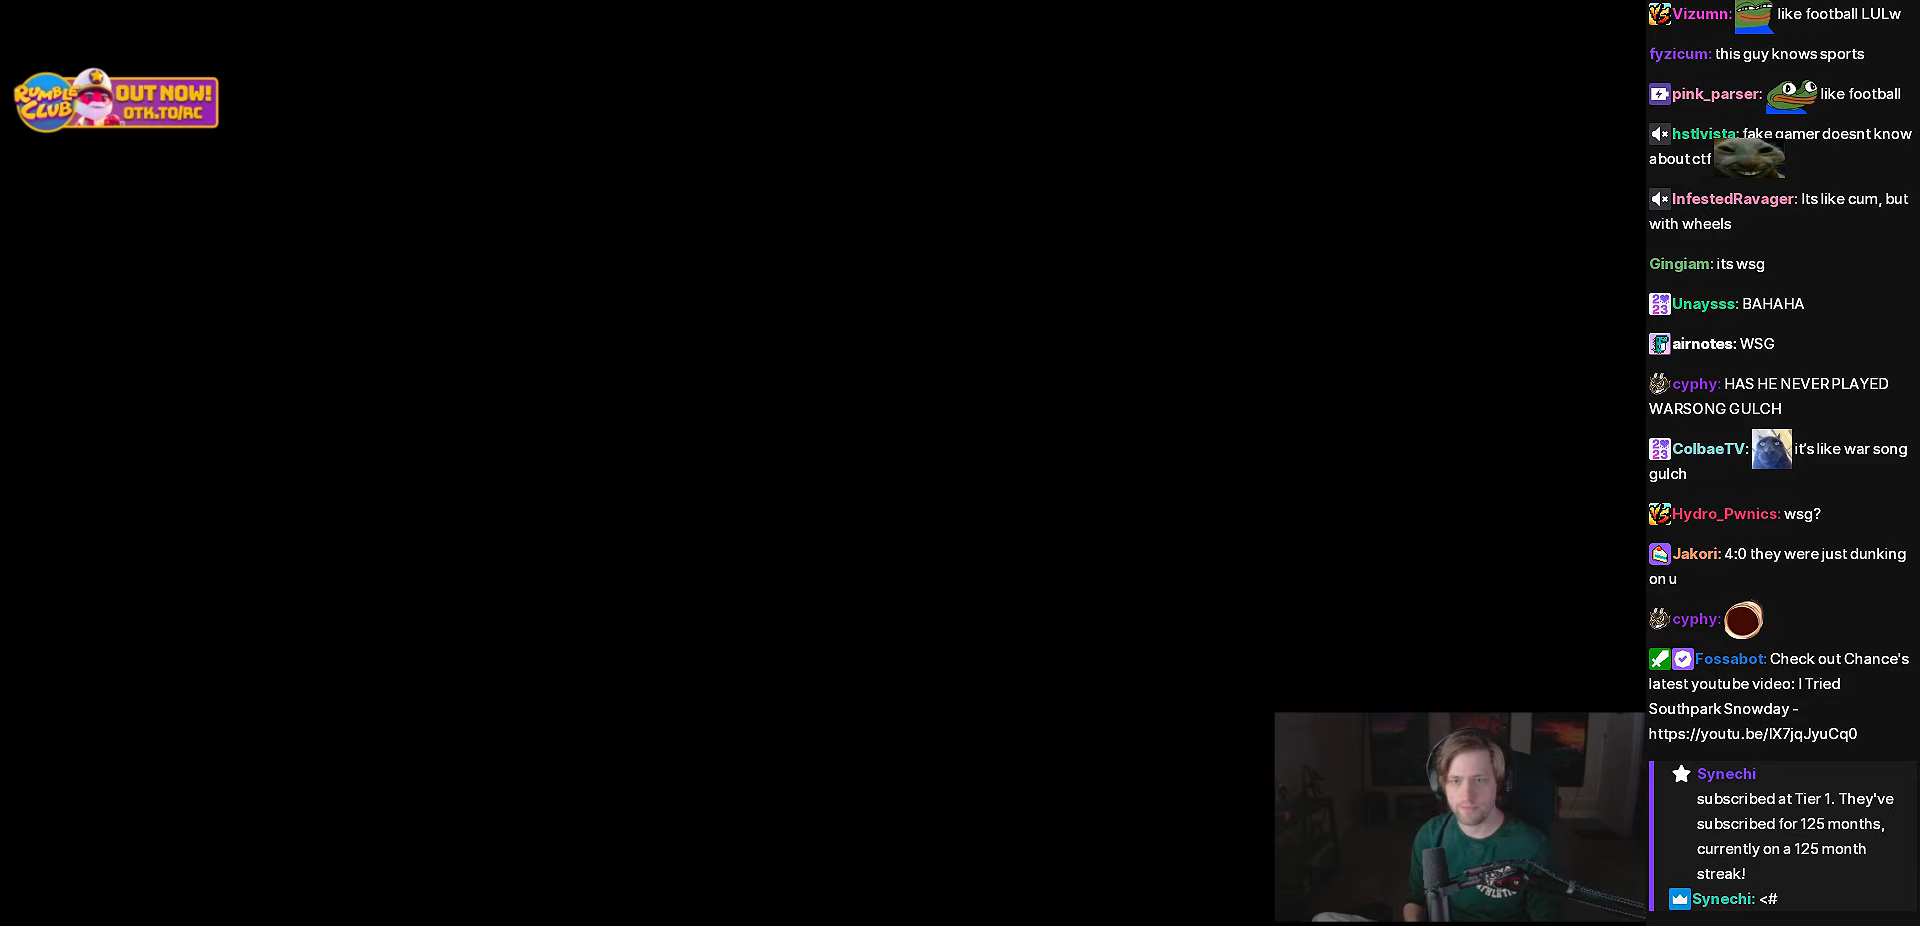 RUMBLE CLUB
OUT NOW!
OTK.TO/RC
Vizumn: like football LULw
fyzicum: this guy knows sports
pink_parser: like football
hstlvista: fake gamer doesnt know
about ctf
InfestedRavager: Its like cum, but
with wheels
Gingiam: its wsg
Unaysss: BAHAHA
airnotes: WSG
cyphy: HAS HE NEVER PLAYED
WARSONG GULCH
ColbaeTV: it's like war song
gulch
Hydro_Pwnics: wsg?
Jakori: 4:0 they were just dunking
on u
cyphy:
Fossabot: Check out Chance's
latest youtube video: I Tried
Southpark Snowday -
https://youtu.be/lX7jqJyuCq0
Synechi
subscribed at Tier 1. They've
subscribed for 125 months,
currently on a 125 month
streak!
Synechi: <#